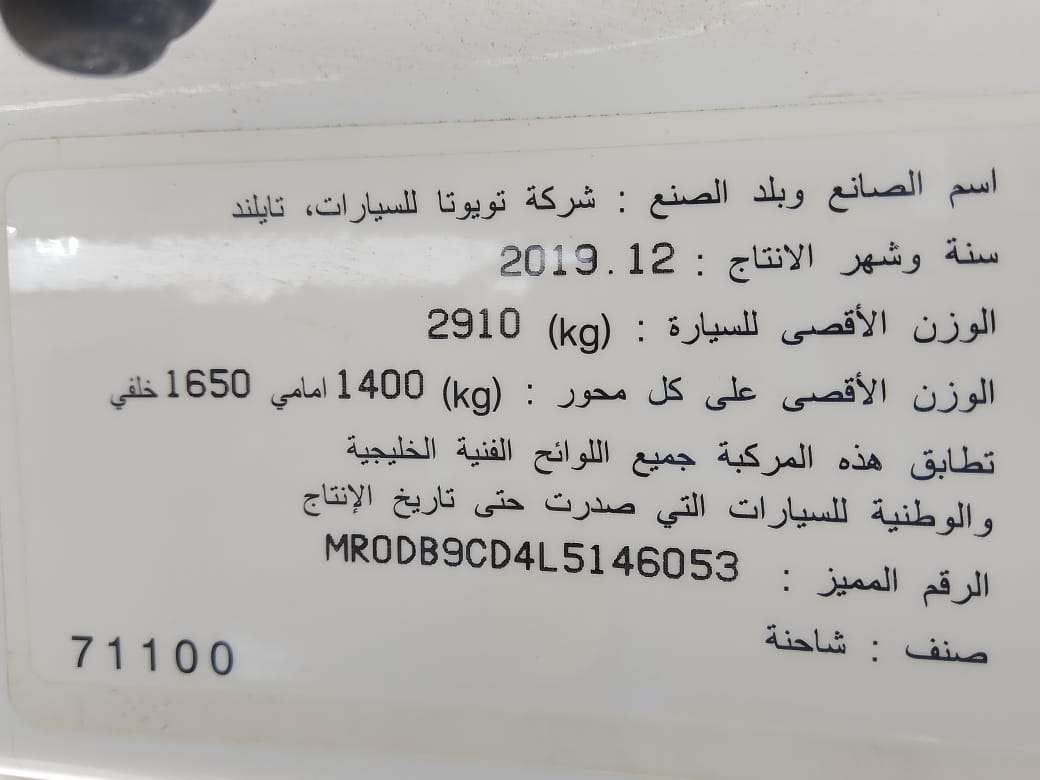 اسم الصانع وبلد الصنع : شركة تويوتا للسيارات، تايلند
سنة وشهر الانتاج : 2019.12
الوزن الأقصى للسيارة : (kg) 2910
الوزن الأقصى على كل محور : (kg) 1400 امامي 1650 خلفي
تطابق هذه المركبة جميع اللوائح الفنية الخليجية
والوطنية للسيارات التي صدرت حتى تاريخ الإنتاج
الرقم المميز : MR0DB9CD4L5146053
صنف : شاحنة
71100